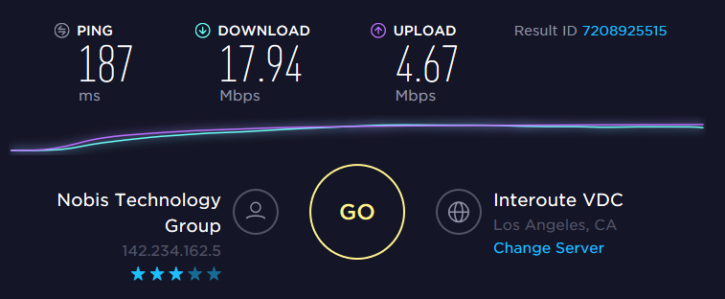 PING
187
ms
DOWNLOAD
17.94
Mbps
UPLOAD
4.67
Mbps
Result ID 7208925515
Nobis Technology
Group
142.234.162.5
GO
Interoute VDC
Los Angeles, CA
Change Server